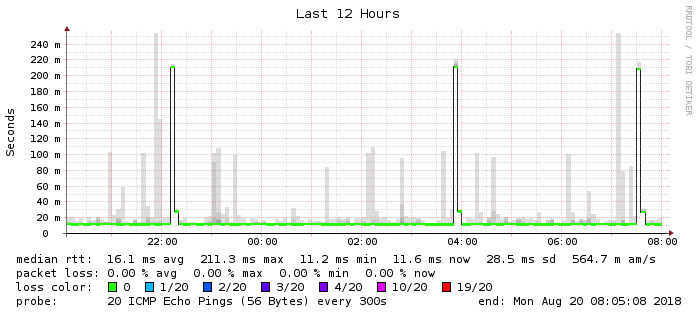 Last 12 Hours
RRDTOOL / TOBI OETIKER
Seconds
240 m
220 m
200 m
180 m
160 m
140 m
120 m
100 m
80 m
60 m
40 m
20 m
0
22:00 00:00 02:00 04:00 06:00 08:00
median rtt: 16.1 ms avg 211.3 ms max 11.2 ms min 11.6 ms now 28.5 ms sd 564.7 m am/s
packet loss: 0.00 % avg 0.00 % max 0.00 % min 0.00 % now
loss color: 0 1/20 2/20 3/20 4/20 10/20 19/20
probe: 20 ICMP Echo Pings (56 Bytes) every 300s end: Mon Aug 20 08:05:08 2018